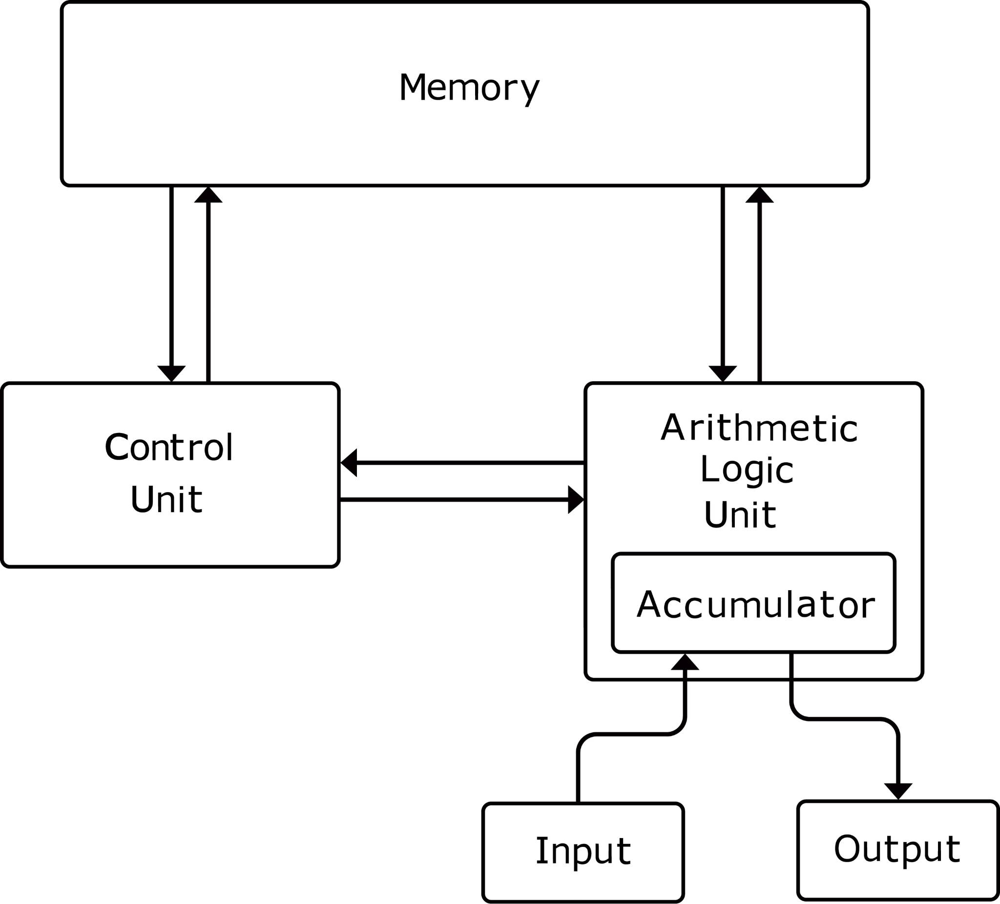 Memory
Control
Unit
Arithmetic
Logic
Unit
Accumulator
Input
Output